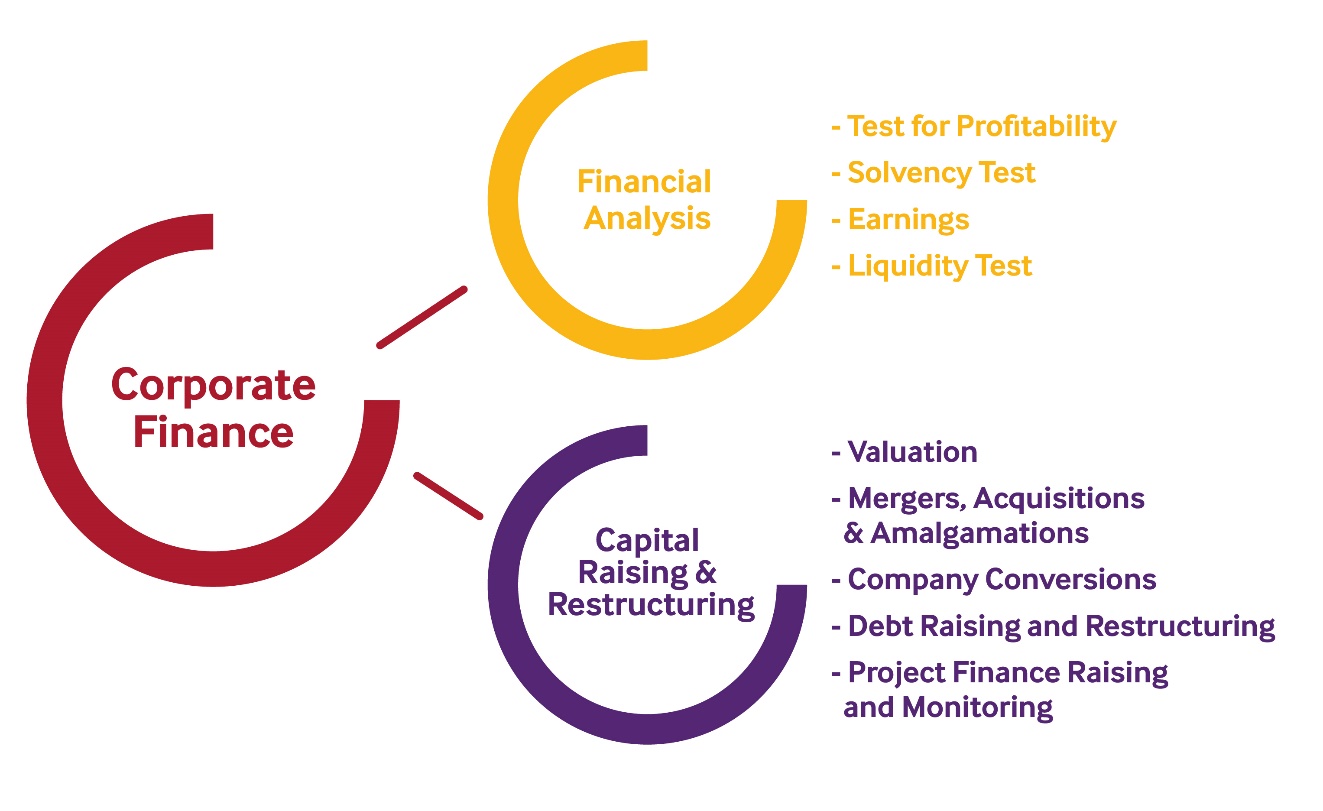 Corporate
Finance
Financial
Analysis
- Test for Profitability
- Solvency Test
- Earnings
- Liquidity Test
Capital
Raising &
Restructuring
- Valuation
- Mergers, Acquisitions
& Amalgamations
- Company Conversions
- Debt Raising and Restructuring
- Project Finance Raising
and Monitoring